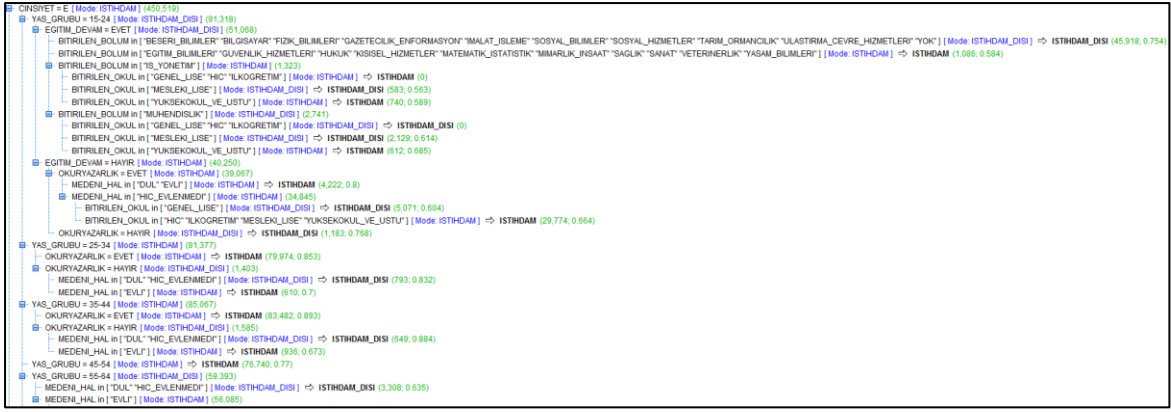 CINSIYET = E [ Mode: ISTIHDAM ] (450,519)
YAS_GRUBU = 15-24 [ Mode: ISTIHDAM_DISI ] (91,318)
EGITIM_DEVAM = EVET [ Mode: ISTIHDAM_DISI ] (51,068)
BITIRILEN_BOLUM in [ "BESERI_BILIMLER" "BILGISAYAR" "FIZIK_BILIMLERI" "GAZETECILIK_ENFORMASYON" "IMALAT_ISLEME" "SOSYAL_BILIMLER" "SOSYAL_HIZMETLER" "TARIM_ORMANCILIK" "ULASTIRMA_CEVRE_HIZMETLERI" "YOK" ] [ Mode: ISTIHDAM_DISI ] ⇨ ISTIHDAM_DISI (45,918; 0.754)
BITIRILEN_BOLUM in [ "EGITIM_BILIMLERI" "GUVENLIK_HIZMETLERI" "HUKUK" "KISISEL_HIZMETLER" "MATEMATIK_ISTATISTIK" "MIMARLIK_INSAAT" "SAGLIK" "SANAT" "VETERINERLIK" "YASAM_BILIMLERI" ] [ Mode: ISTIHDAM ] ⇨ ISTIHDAM (1,086; 0.584)
BITIRILEN_BOLUM in [ "IS_YONETIM" ] [ Mode: ISTIHDAM ] (1,323)
BITIRILEN_OKUL in [ "GENEL_LISE" "HIC" "ILKOGRETIM" ] [ Mode: ISTIHDAM ] ⇨ ISTIHDAM (0)
BITIRILEN_OKUL in [ "MESLEKI_LISE" ] [ Mode: ISTIHDAM_DISI ] ⇨ ISTIHDAM_DISI (583; 0.563)
BITIRILEN_OKUL in [ "YUKSEKOKUL_VE_USTU" ] [ Mode: ISTIHDAM ] ⇨ ISTIHDAM (740; 0.589)
BITIRILEN_BOLUM in [ "MUHENDISLIK" ] [ Mode: ISTIHDAM_DISI ] (2,741)
BITIRILEN_OKUL in [ "GENEL_LISE" "HIC" "ILKOGRETIM" ] [ Mode: ISTIHDAM_DISI ] ⇨ ISTIHDAM_DISI (0)
BITIRILEN_OKUL in [ "MESLEKI_LISE" ] [ Mode: ISTIHDAM_DISI ] ⇨ ISTIHDAM_DISI (2,129; 0.614)
BITIRILEN_OKUL in [ "YUKSEKOKUL_VE_USTU" ] [ Mode: ISTIHDAM ] ⇨ ISTIHDAM (612; 0.685)
EGITIM_DEVAM = HAYIR [ Mode: ISTIHDAM ] (40,250)
OKURYAZARLIK = EVET [ Mode: ISTIHDAM ] (39,067)
MEDENI_HAL in [ "DUL" "EVLI" ] [ Mode: ISTIHDAM ] ⇨ ISTIHDAM (4,222; 0.8)
MEDENI_HAL in [ "HIC_EVLENMEDI" ] [ Mode: ISTIHDAM ] (34,845)
BITIRILEN_OKUL in [ "GENEL_LISE" ] [ Mode: ISTIHDAM_DISI ] ⇨ ISTIHDAM_DISI (5,071; 0.604)
BITIRILEN_OKUL in [ "HIC" "ILKOGRETIM" "MESLEKI_LISE" "YUKSEKOKUL_VE_USTU" ] [ Mode: ISTIHDAM ] ⇨ ISTIHDAM (29,774; 0.664)
OKURYAZARLIK = HAYIR [ Mode: ISTIHDAM_DISI ] ⇨ ISTIHDAM_DISI (1,183; 0.768)
YAS_GRUBU = 25-34 [ Mode: ISTIHDAM ] (81,377)
OKURYAZARLIK = EVET [ Mode: ISTIHDAM ] ⇨ ISTIHDAM (79,974; 0.853)
OKURYAZARLIK = HAYIR [ Mode: ISTIHDAM_DISI ] (1,403)
MEDENI_HAL in [ "DUL" "HIC_EVLENMEDI" ] [ Mode: ISTIHDAM_DISI ] ⇨ ISTIHDAM_DISI (793; 0.832)
MEDENI_HAL in [ "EVLI" ] [ Mode: ISTIHDAM ] ⇨ ISTIHDAM (610; 0.7)
YAS_GRUBU = 35-44 [ Mode: ISTIHDAM ] (85,067)
OKURYAZARLIK = EVET [ Mode: ISTIHDAM ] ⇨ ISTIHDAM (83,482; 0.893)
OKURYAZARLIK = HAYIR [ Mode: ISTIHDAM_DISI ] (1,585)
MEDENI_HAL in [ "DUL" "HIC_EVLENMEDI" ] [ Mode: ISTIHDAM_DISI ] ⇨ ISTIHDAM_DISI (649; 0.884)
MEDENI_HAL in [ "EVLI" ] [ Mode: ISTIHDAM ] ⇨ ISTIHDAM (936; 0.673)
YAS_GRUBU = 45-54 [ Mode: ISTIHDAM ] ⇨ ISTIHDAM (76,740; 0.77)
YAS_GRUBU = 55-64 [ Mode: ISTIHDAM_DISI ] (59,393)
MEDENI_HAL in [ "DUL" "HIC_EVLENMEDI" ] [ Mode: ISTIHDAM_DISI ] ⇨ ISTIHDAM_DISI (3,308; 0.635)
MEDENI_HAL in [ "EVLI" ] [ Mode: ISTIHDAM ] (56,085)